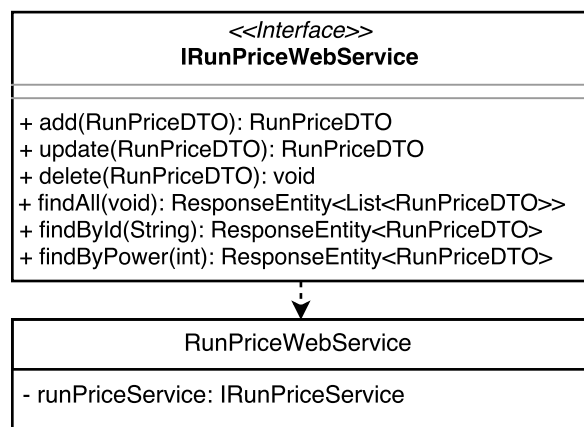 <<Interface>>
IRunPriceWebService
+ add(RunPriceDTO): RunPriceDTO
+ update(RunPriceDTO): RunPriceDTO
+ delete(RunPriceDTO): void
+ findAll(void): ResponseEntity<List<RunPriceDTO>>
+ findById(String): ResponseEntity<RunPriceDTO>
+ findByPower(int): ResponseEntity<RunPriceDTO>
RunPriceWebService
- runPriceService: IRunPriceService